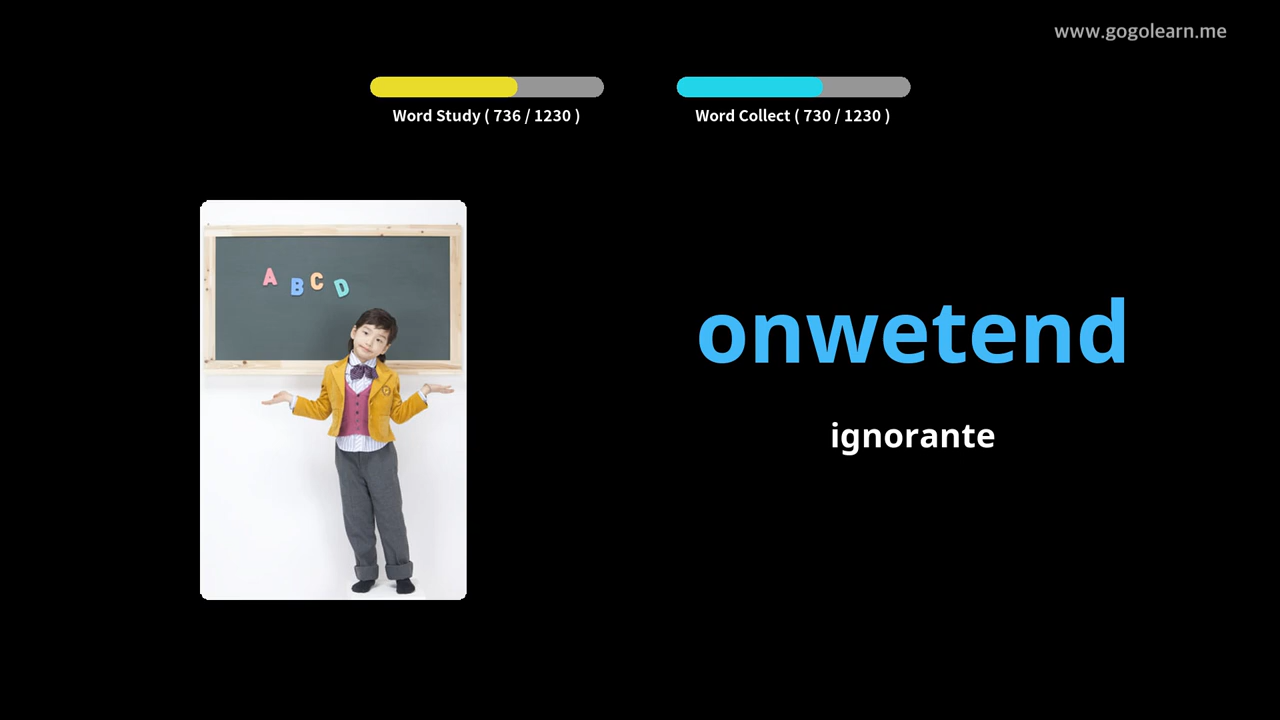 www.gogolearn.me
Word Study ( 736 / 1230 )
Word Collect ( 730 / 1230 )
A B C D
onwetend
ignorante